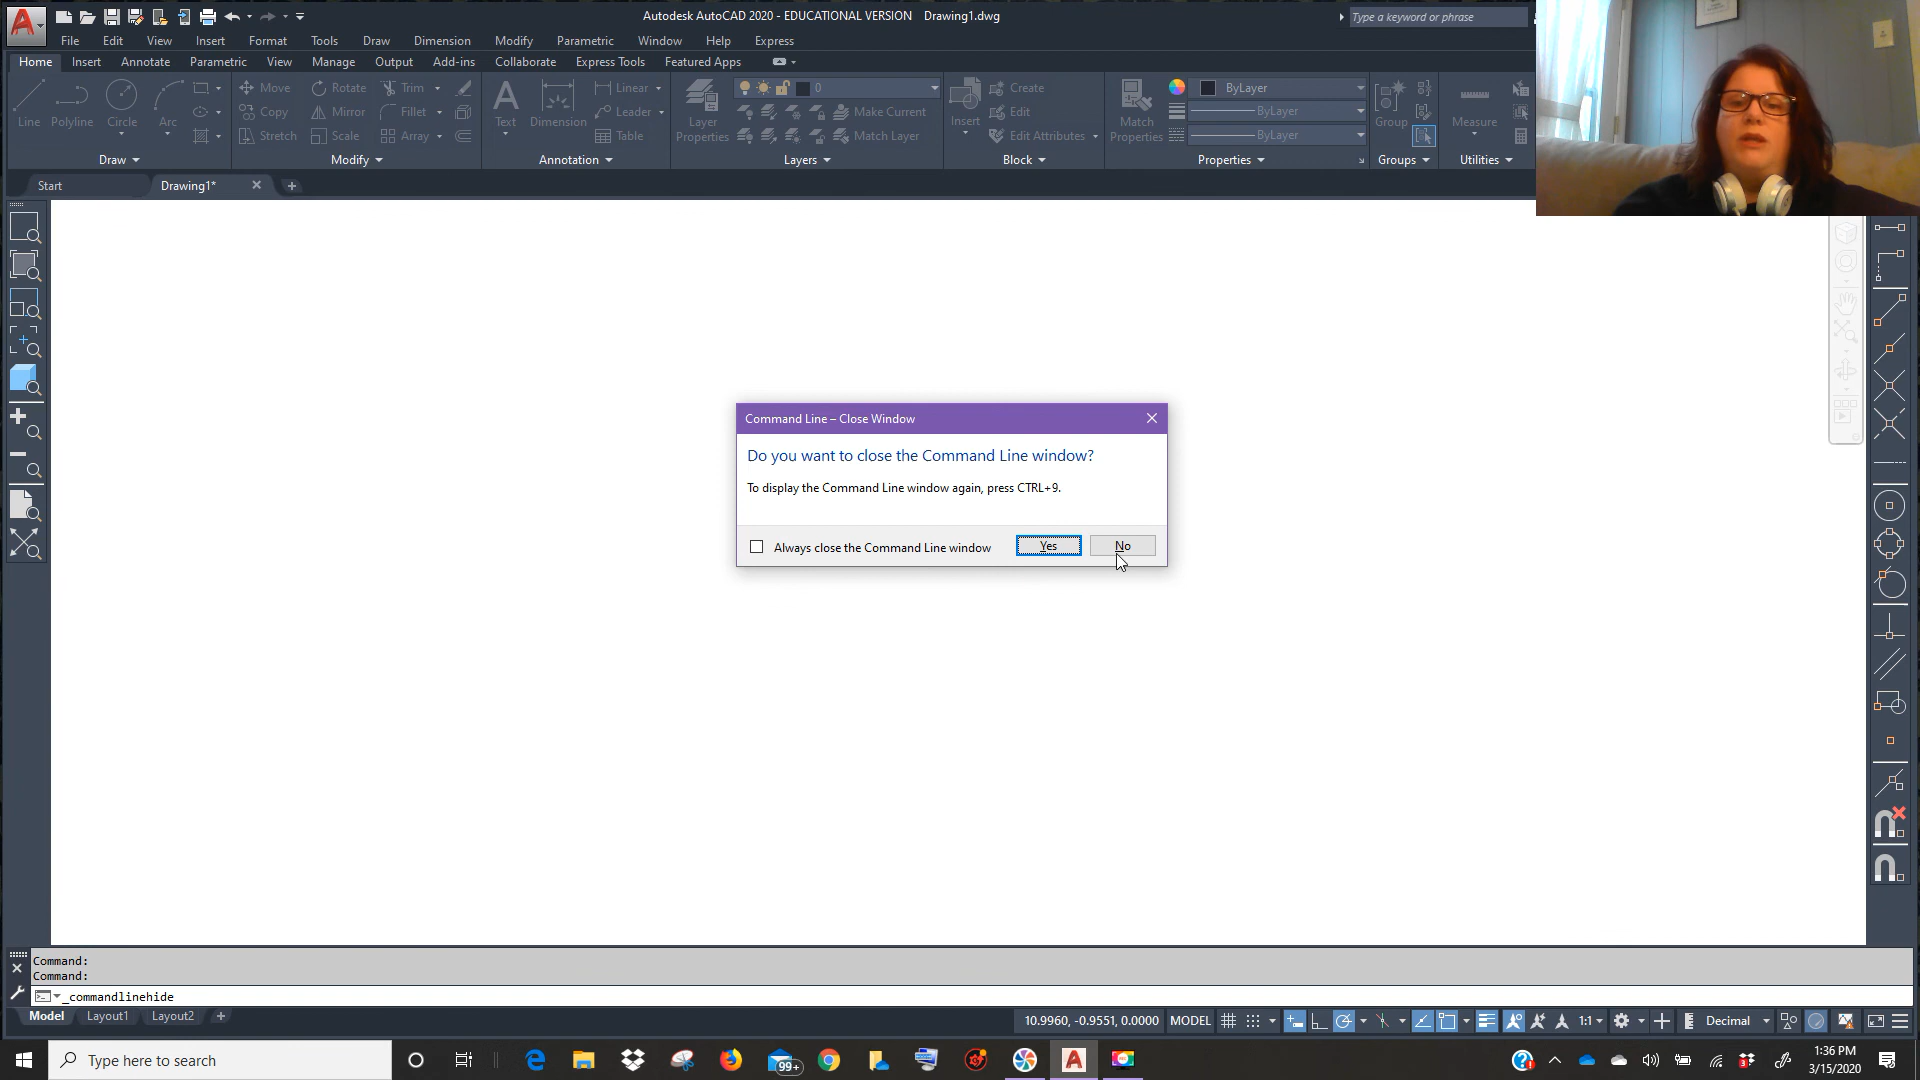 Autodesk AutoCAD 2020 - EDUCATIONAL VERSION Drawing1.dwg
Type a keyword or phrase
File Edit View Insert Format Tools Draw Dimension Modify Parametric Window Help Express
Home Insert Annotate Parametric View Manage Output Add-ins Collaborate Express Tools Featured Apps
Line Polyline Circle Arc
Move Rotate Trim
Copy Mirror Fillet
Stretch Scale Array
Text Dimension
Linear
Leader
Table
Layer Properties
0
Make Current
Match Layer
Insert
Create
Edit
Edit Attributes
Match Properties
ByLayer
ByLayer
ByLayer
Group
Measure
Draw Modify Annotation Layers Block Properties Groups Utilities
Start Drawing1*
Command Line – Close Window
Do you want to close the Command Line window?
To display the Command Line window again, press CTRL+9.
Always close the Command Line window Yes No
Command:
Command:
_commandlinehide
Model Layout1 Layout2
10.9960, -0.9551, 0.0000 MODEL 1:1 Decimal
Type here to search
99+
3
1:36 PM
3/15/2020